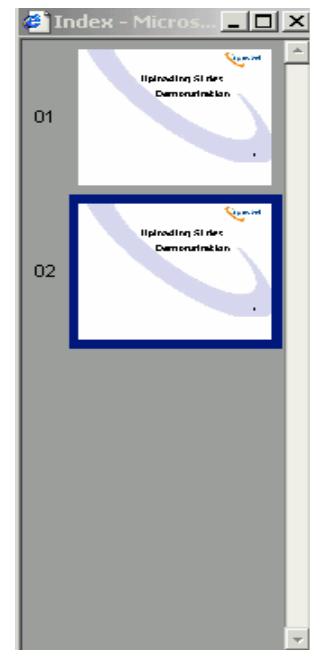 Index - Micros...
01
Uploading Slides
Demonstration
02
Uploading Slides
Demonstration